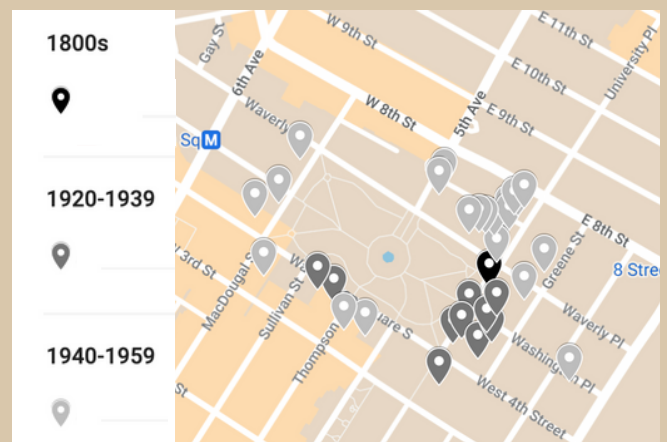 1800s
1920-1939
1940-1959
W 9th St
E 11th St
University Pl
Gay St
6th Ave
E 10th St
5th Ave
E 9th St
W 8th St
Waverly
Sq M
E 8th St
Greene St
8 Stre
W 3rd St
MacDougal S
Sullivan St
Thompson
uare S
Waverly Pl
Washington Pl
West 4th Street
St